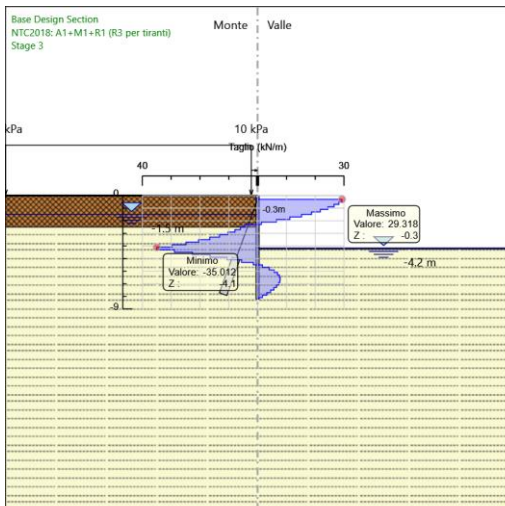 Base Design Section
NTC2018: A1+M1+R1 (R3 per tiranti)
Stage 3
Monte
Valle
kPa
10 kPa
Taglio (kN/m)
40
30
0
-0.3m
Massimo
Valore: 29.318
Z : -0.3
-1.5 m
Minimo
Valore: -35.012
Z : -4.1
-4.2 m
-9